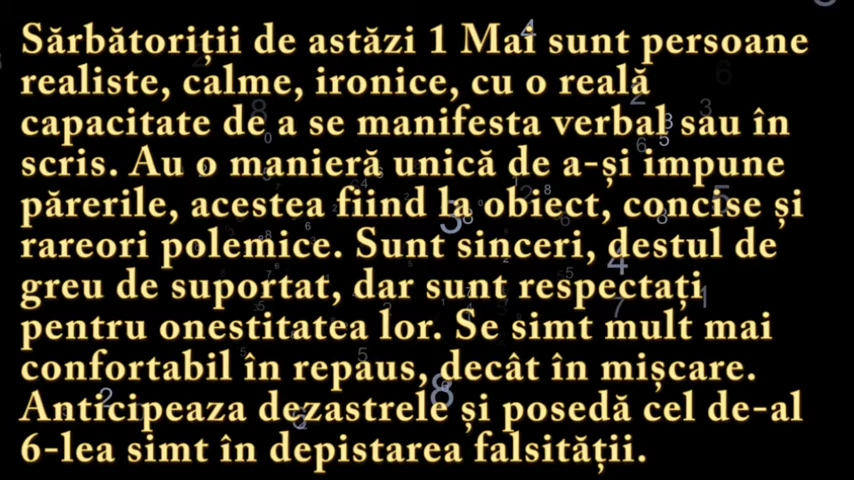 Sărbătoriții de astăzi 1 Mai sunt persoane
realiste, calme, ironice, cu o reală
capacitate de a se manifesta verbal sau în
scris. Au o manieră unică de a-și impune
părerile, acestea fiind la obiect, concise și
rareori polemice. Sunt sinceri, destul de
greu de suportat, dar sunt respectați
pentru onestitatea lor. Se simt mult mai
confortabil în repaus, decât în mișcare.
Anticipeaza dezastrele și posedă cel de-al
6-lea simt în depistarea falsității.